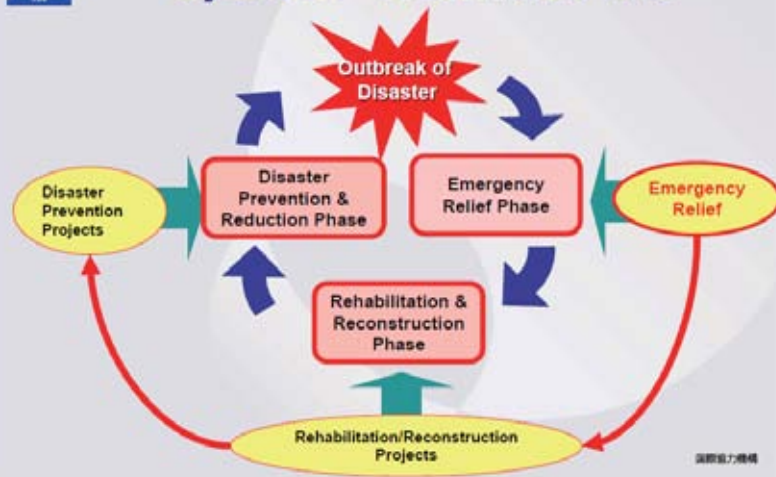 Outbreak of
Disaster
Disaster
Prevention
Projects
Disaster
Prevention &
Reduction Phase
Emergency
Relief Phase
Emergency
Relief
Rehabilitation &
Reconstruction
Phase
Rehabilitation/Reconstruction
Projects
国際協力機構